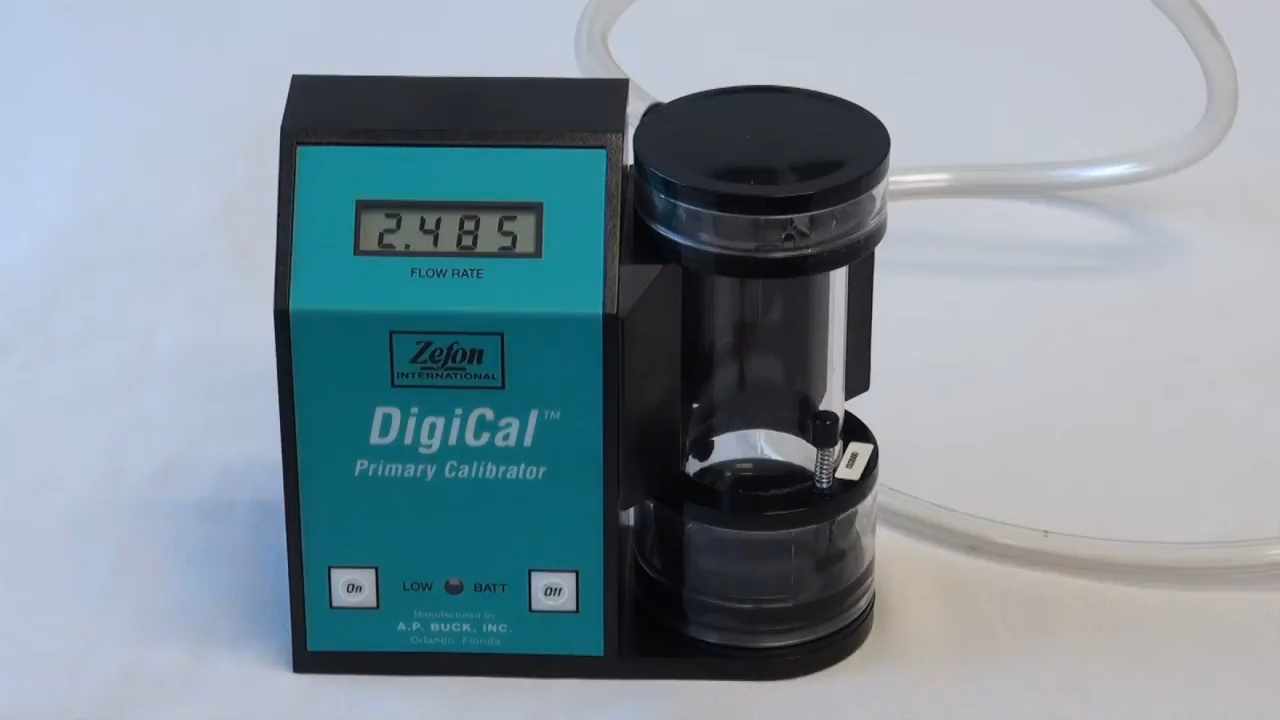 2.485
FLOW RATE
Zefon
INTERNATIONAL
DigiCal™
Primary Calibrator
On
LOW BATT
Off
Manufactured by
A.P. BUCK, INC.
Orlando, Florida